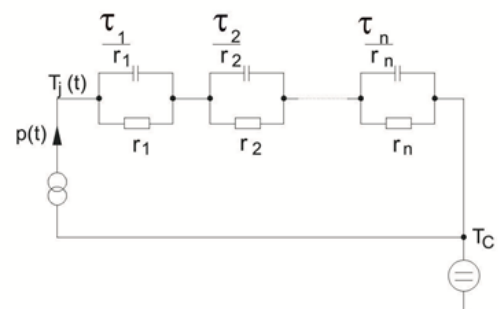 τ1/r1 τ2/r2 τn/rn
Tj(t)
p(t)
r1 r2 rn
TC